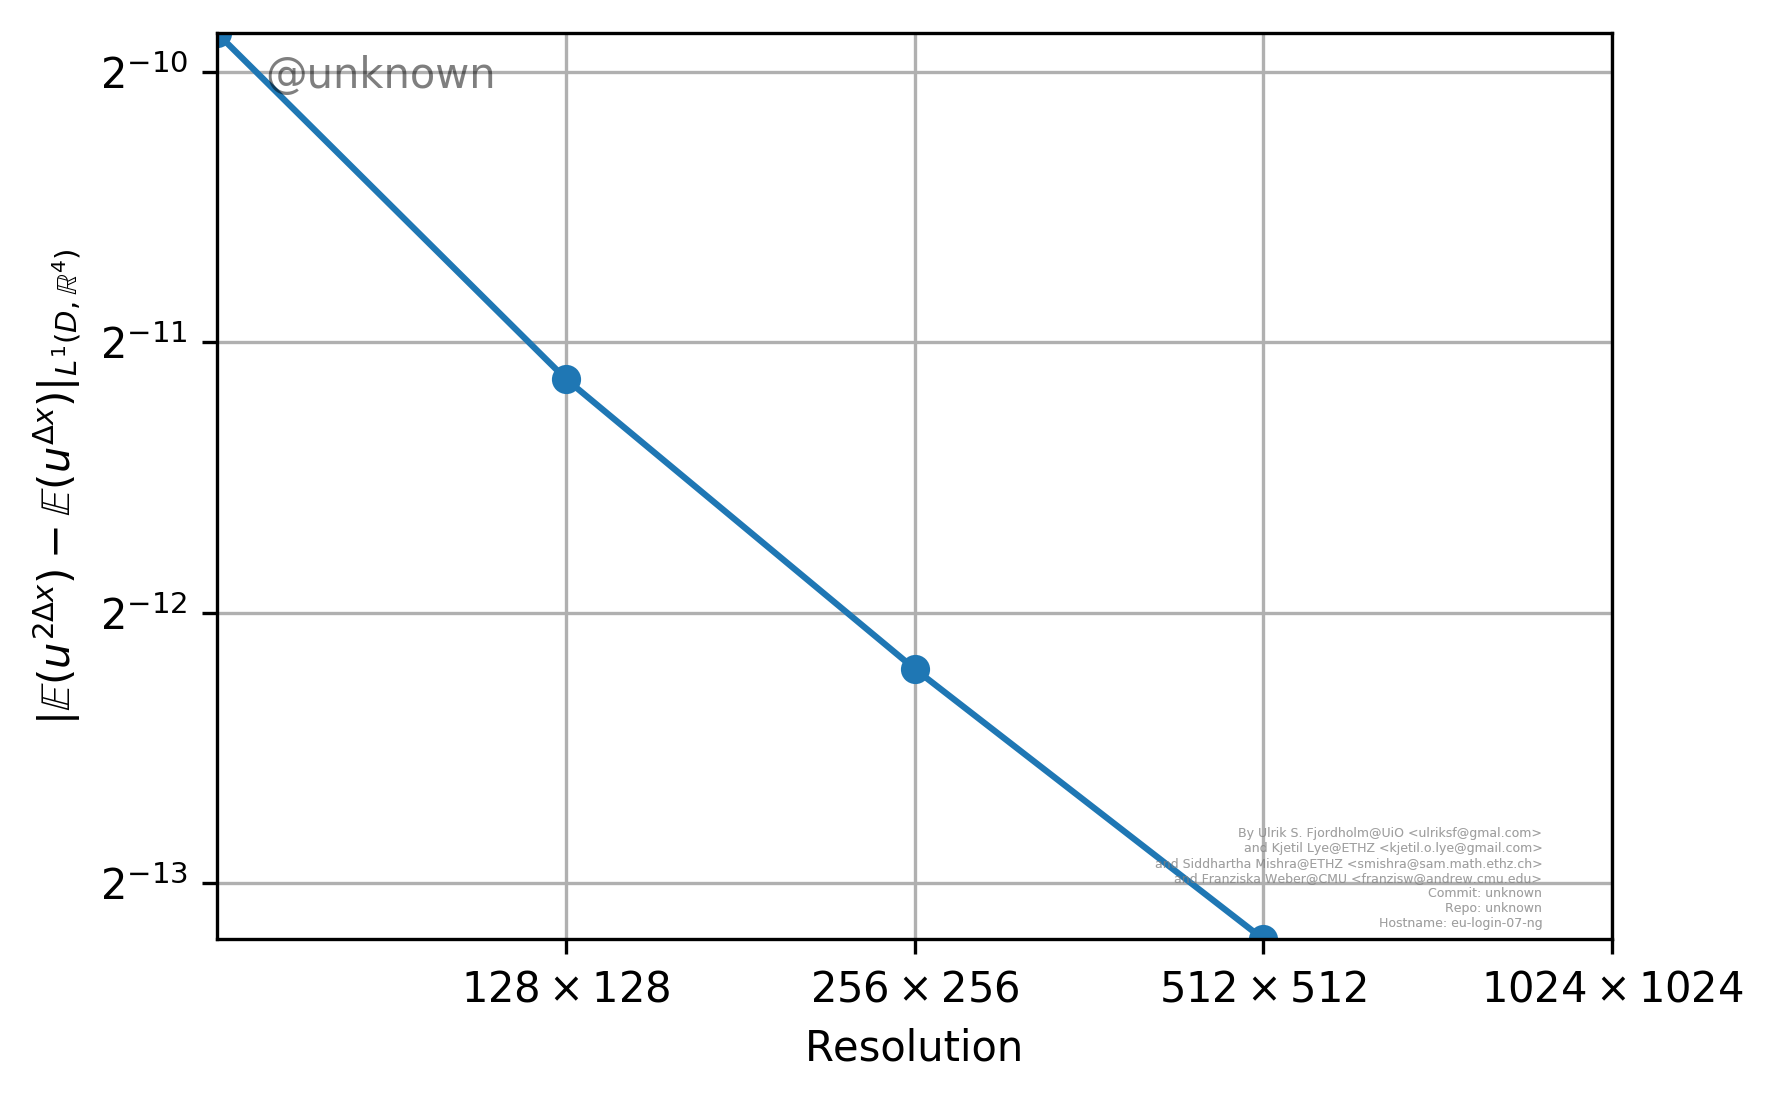 @unknown
2⁻¹⁰
2⁻¹¹
2⁻¹²
2⁻¹³
|𝔼(u^{2Δx}) − 𝔼(u^{Δx})|_{L¹(D, ℝ⁴)}
By Ulrik S. Fjordholm@UiO <ulriksf@gmal.com>
and Kjetil Lye@ETHZ <kjetil.o.lye@gmail.com>
and Siddhartha Mishra@ETHZ <smishra@sam.math.ethz.ch>
and Franziska Weber@CMU <franzisw@andrew.cmu.edu>
Commit: unknown
Repo: unknown
Hostname: eu-login-07-ng
128 × 128 256 × 256 512 × 512 1024 × 1024
Resolution